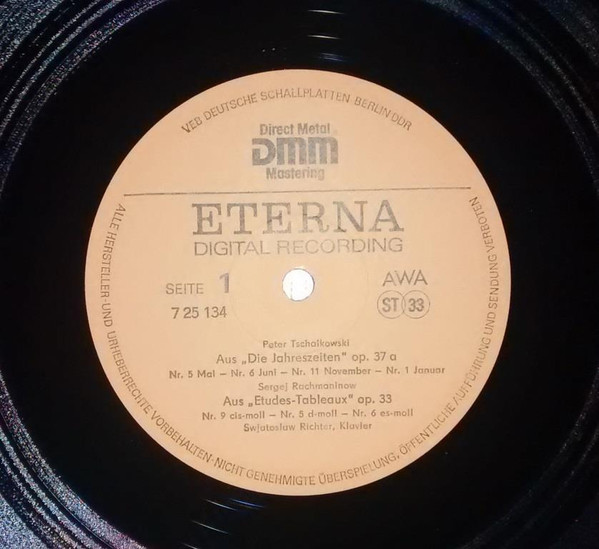 VEB DEUTSCHE SCHALLPLATTEN BERLIN DDR
Direct Metal
DMM
Mastering
ETERNA
DIGITAL RECORDING
SEITE 1
AWA
7 25 134
ST 33
Peter Tschaikowski
Aus „Die Jahreszeiten" op. 37 a
Nr. 5 Mai – Nr. 6 Juni – Nr. 11 November – Nr. 1 Januar
Sergej Rachmaninow
Aus „Etudes-Tableaux" op. 33
Nr. 9 cis-moll – Nr. 5 d-moll – Nr. 6 es-moll
Swjatoslaw Richter, Klavier
ALLE HERSTELLER- UND URHEBERRECHTE VORBEHALTEN · NICHT GENEHMIGTE ÜBERSPIELUNG, ÖFFENTLICHE AUFFÜHRUNG UND SENDUNG VERBOTEN